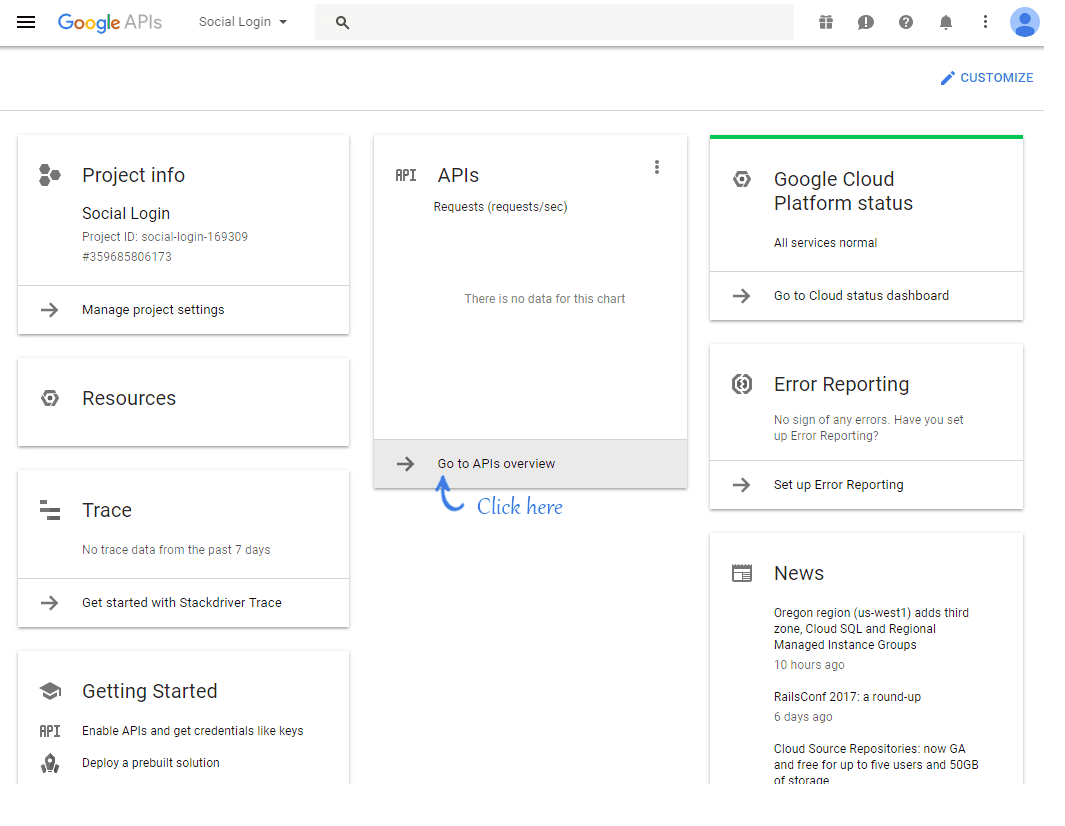 Google APIs
Social Login
CUSTOMIZE
Project info
Social Login
Project ID: social-login-169309
#359685806173
Manage project settings
Resources
Trace
No trace data from the past 7 days
Get started with Stackdriver Trace
Getting Started
API Enable APIs and get credentials like keys
Deploy a prebuilt solution
API APIs
Requests (requests/sec)
There is no data for this chart
Go to APIs overview
Click here
Google Cloud
Platform status
All services normal
Go to Cloud status dashboard
Error Reporting
No sign of any errors. Have you set
up Error Reporting?
Set up Error Reporting
News
Oregon region (us-west1) adds third
zone, Cloud SQL and Regional
Managed Instance Groups
10 hours ago
RailsConf 2017: a round-up
6 days ago
Cloud Source Repositories: now GA
and free for up to five users and 50GB
of storage